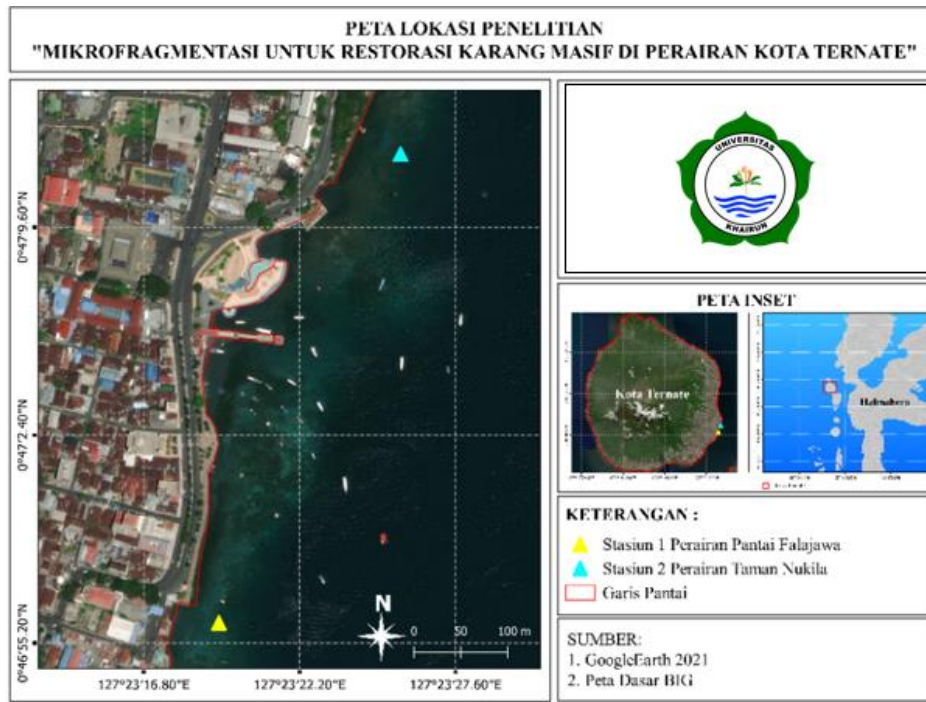 PETA LOKASI PENELITIAN
"MIKROFRAGMENTASI UNTUK RESTORASI KARANG MASIF DI PERAIRAN KOTA TERNATE"
0°47'9.60"N
0°47'2.40"N
0°46'55.20"N
127°23'16.80"E
127°23'22.20"E
127°23'27.60"E
N
0 50 100 m
UNIVERSITAS
KHAIRUN
PETA INSET
Kota Ternate
Halmahera
KETERANGAN :
Stasiun 1 Perairan Pantai Falajawa
Stasiun 2 Perairan Taman Nukila
Garis Pantai
SUMBER:
1. GoogleEarth 2021
2. Peta Dasar BIG